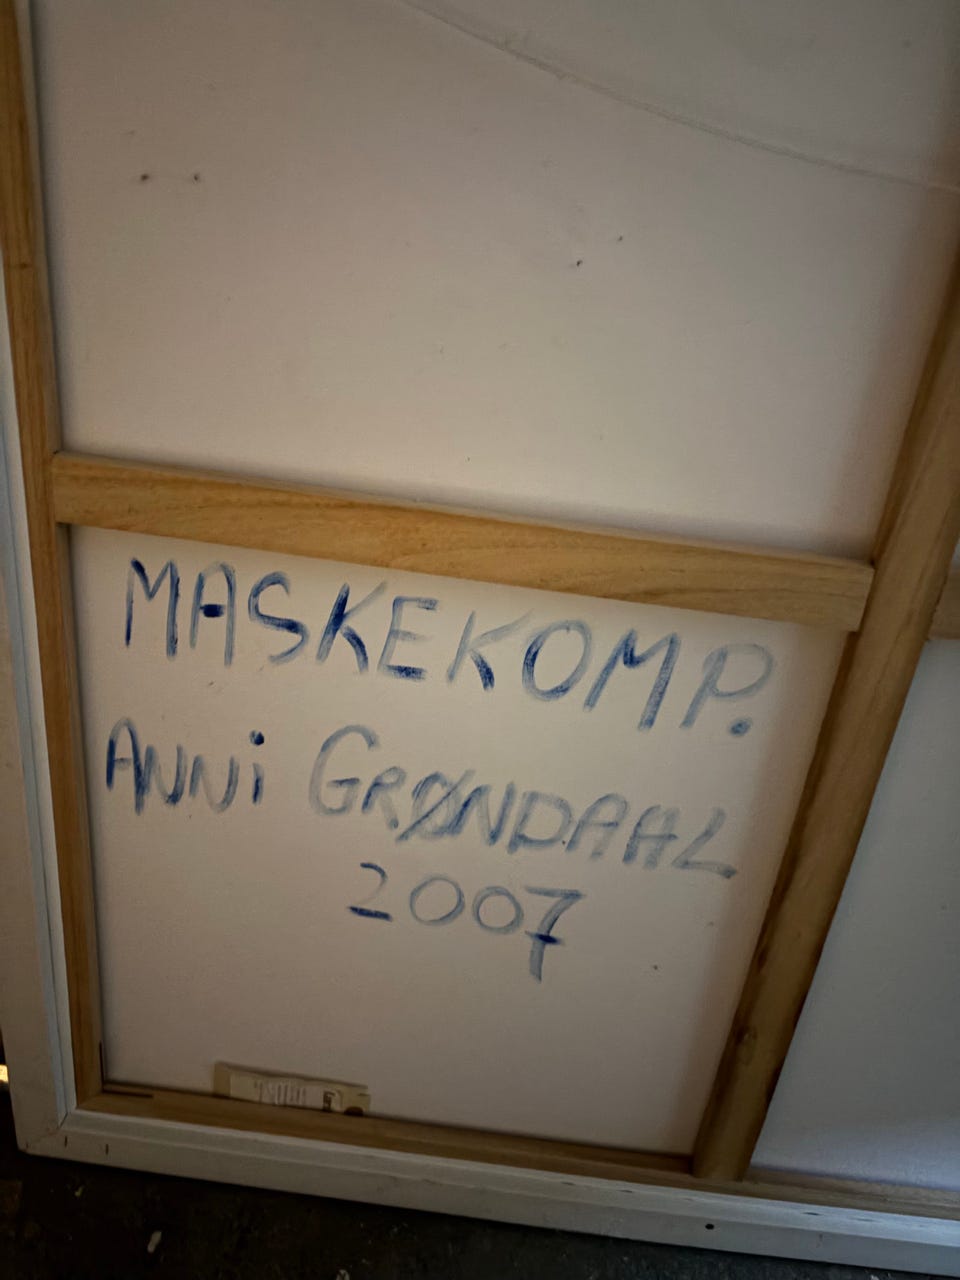 MASKEKOMP.
ANNi GRØNDAHL
2007